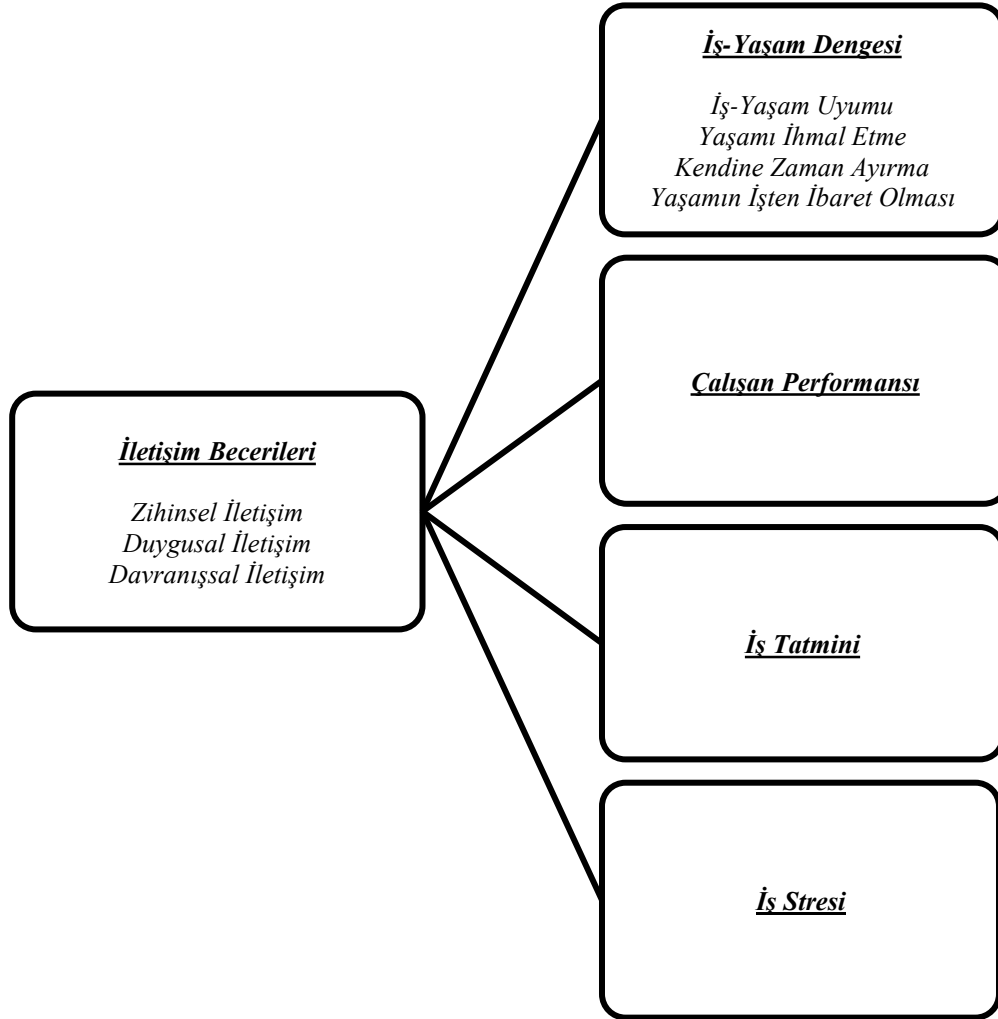 İş-Yaşam Dengesi
İş-Yaşam Uyumu
Yaşamı İhmal Etme
Kendine Zaman Ayırma
Yaşamın İşten İbaret Olması
Çalışan Performansı
İletişim Becerileri
Zihinsel İletişim
Duygusal İletişim
Davranışsal İletişim
İş Tatmini
İş Stresi